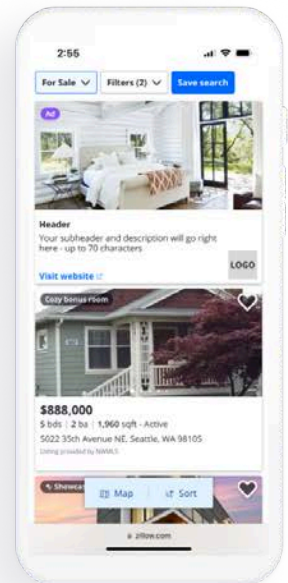 2:55
For Sale
Filters (2)
Save search
Ad
Header
Your subheader and description will go right
here - up to 70 characters
LOGO
Visit website
Cozy bonus room
$888,000
5 bds | 2 ba | 1,960 sqft - Active
5022 35th Avenue NE, Seattle, WA 98105
Listing provided by NWMLS
Showcas
Map
Sort
zillow.com